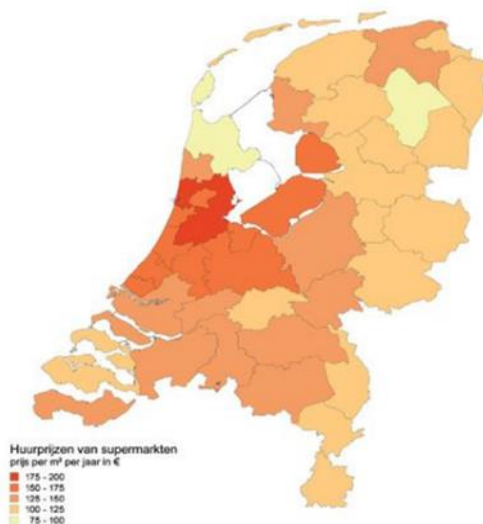 Huurprijzen van supermarkten
prijs per m² per jaar in €
175 - 200
150 - 175
125 - 150
100 - 125
75 - 100